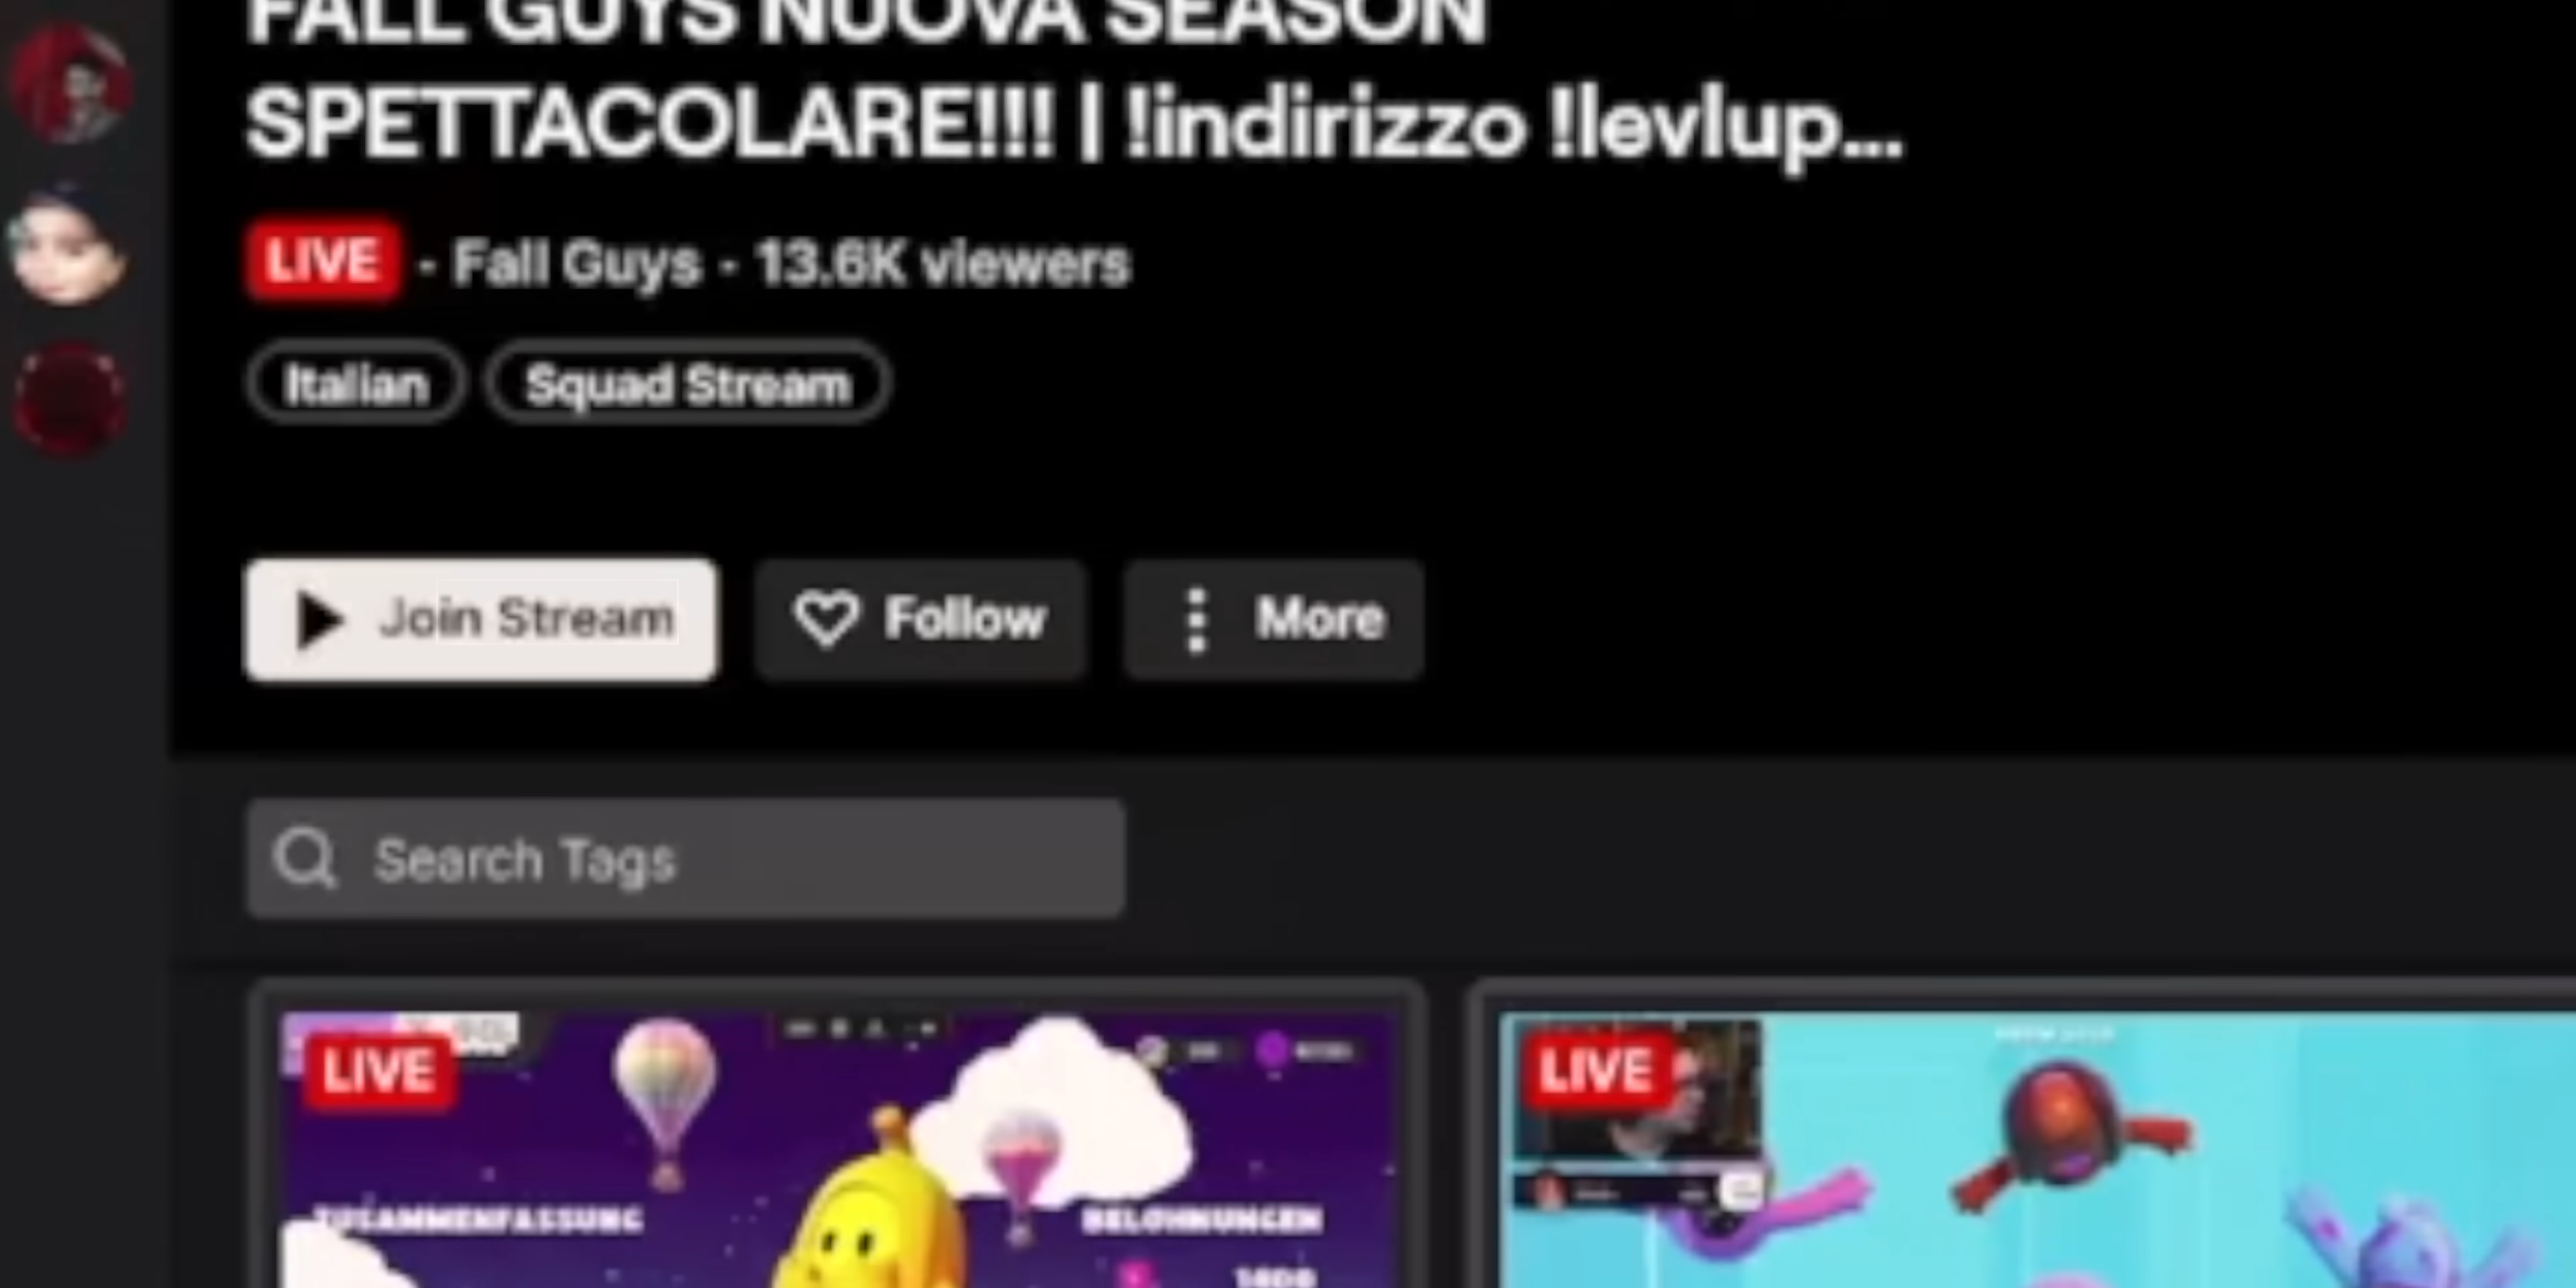 FALL GUYS NUOVA SEASON
SPETTACOLARE!!! | !indirizzo !levlup...
LIVE - Fall Guys - 13.6K viewers
Italian Squad Stream
Join Stream Follow More
Search Tags
LIVE
ZUSAMMENFASSUNG BELOHNUNGEN
LIVE